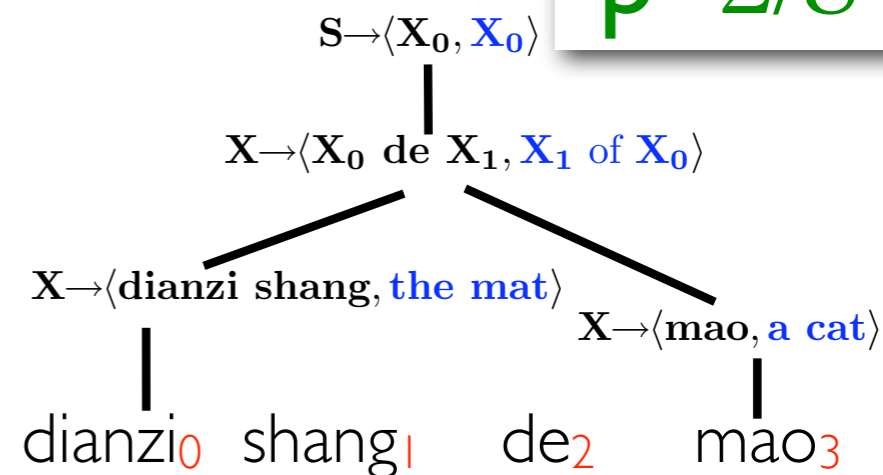 S→⟨X₀, X₀⟩
X→⟨X₀ de X₁, X₁ of X₀⟩
X→⟨dianzi shang, the mat⟩
X→⟨mao, a cat⟩
dianzi₀ shang₁ de₂ mao₃